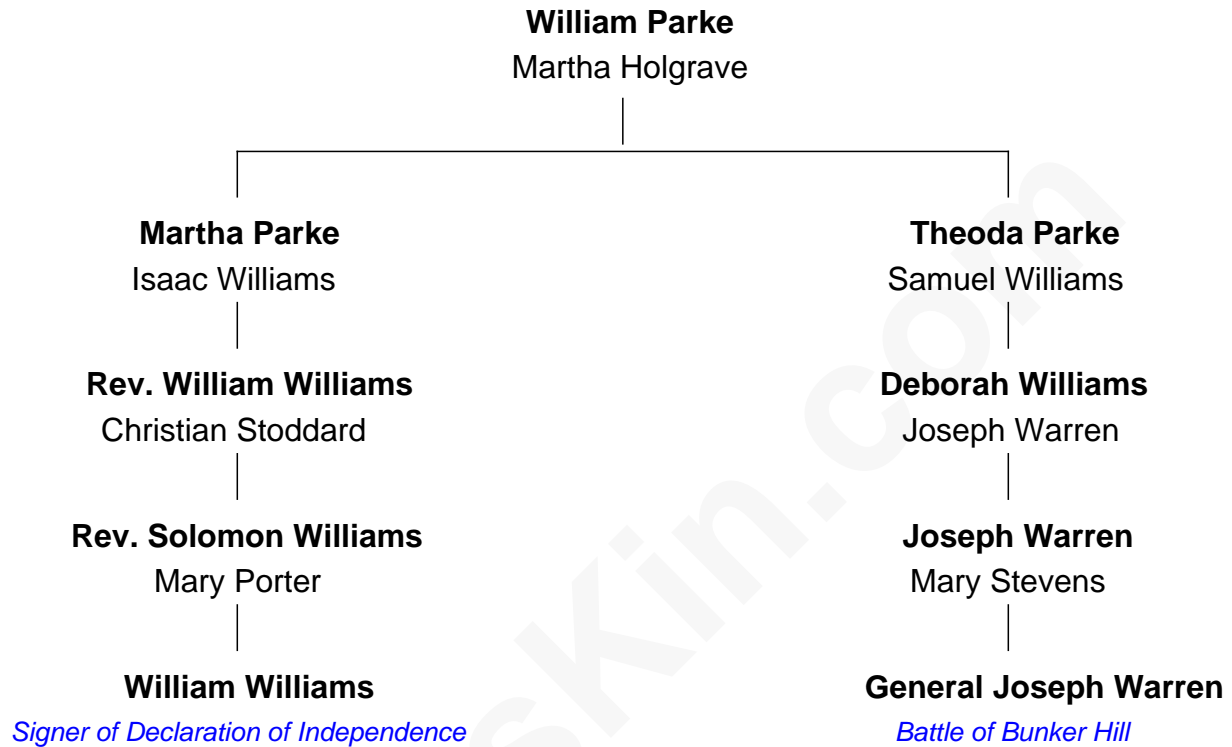 William Parke
Martha Holgrave
Martha Parke
Isaac Williams
Theoda Parke
Samuel Williams
Rev. William Williams
Christian Stoddard
Deborah Williams
Joseph Warren
Rev. Solomon Williams
Mary Porter
Joseph Warren
Mary Stevens
William Williams
Signer of Declaration of Independence
General Joseph Warren
Battle of Bunker Hill
sKin.com